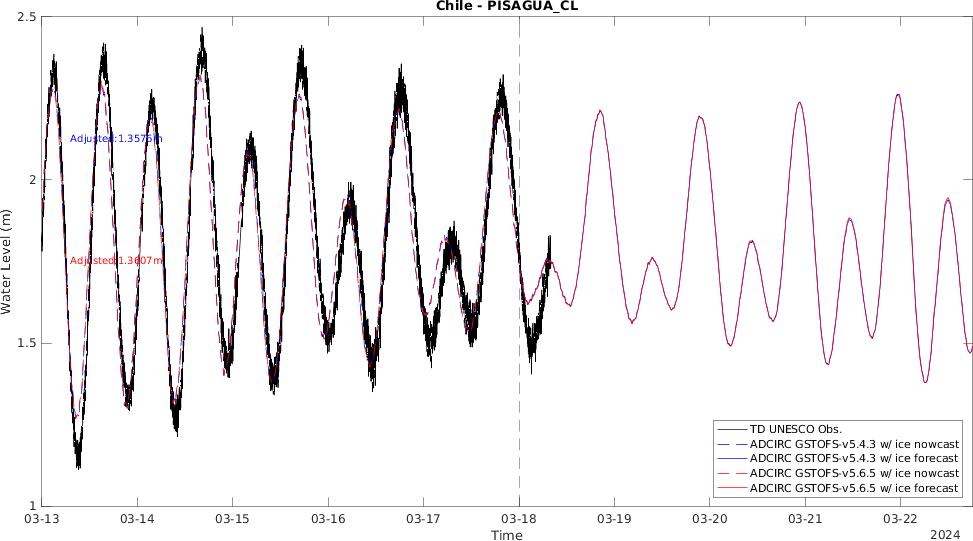 Chile - PISAGUA_CL
2.5
2
1.5
1
Water Level (m)
Adjusted:1.3575m
Adjusted:1.3607m
TD UNESCO Obs.
ADCIRC GSTOFS-v5.4.3 w/ ice nowcast
ADCIRC GSTOFS-v5.4.3 w/ ice forecast
ADCIRC GSTOFS-v5.6.5 w/ ice nowcast
ADCIRC GSTOFS-v5.6.5 w/ ice forecast
03-13 03-14 03-15 03-16 03-17 03-18 03-19 03-20 03-21 03-22
Time
2024